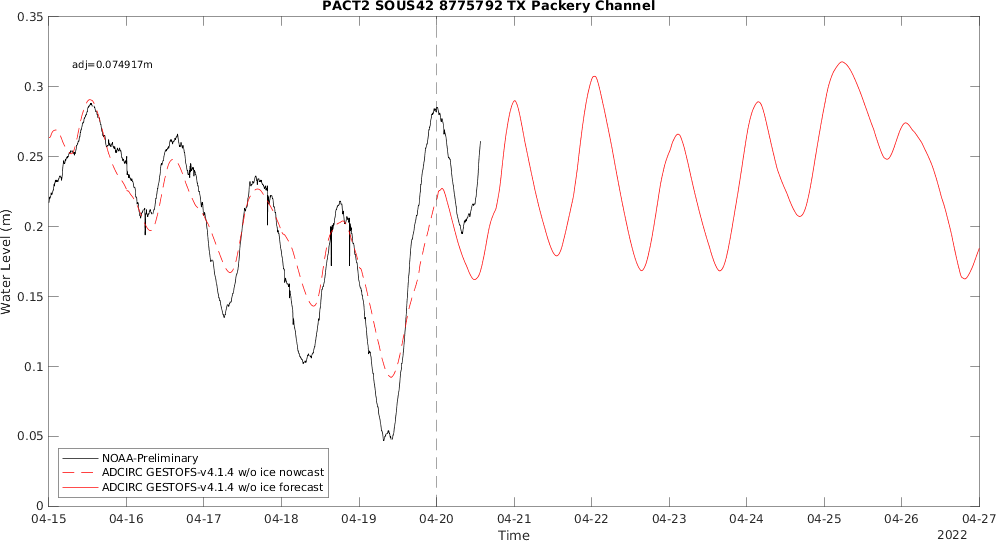 PACT2 SOUS42 8775792 TX Packery Channel
0.35
adj=0.074917m
0.3
0.25
0.2
0.15
0.1
0.05
0
Water Level (m)
NOAA-Preliminary
ADCIRC GESTOFS-v4.1.4 w/o ice nowcast
ADCIRC GESTOFS-v4.1.4 w/o ice forecast
04-15 04-16 04-17 04-18 04-19 04-20 04-21 04-22 04-23 04-24 04-25 04-26 04-27
Time
2022